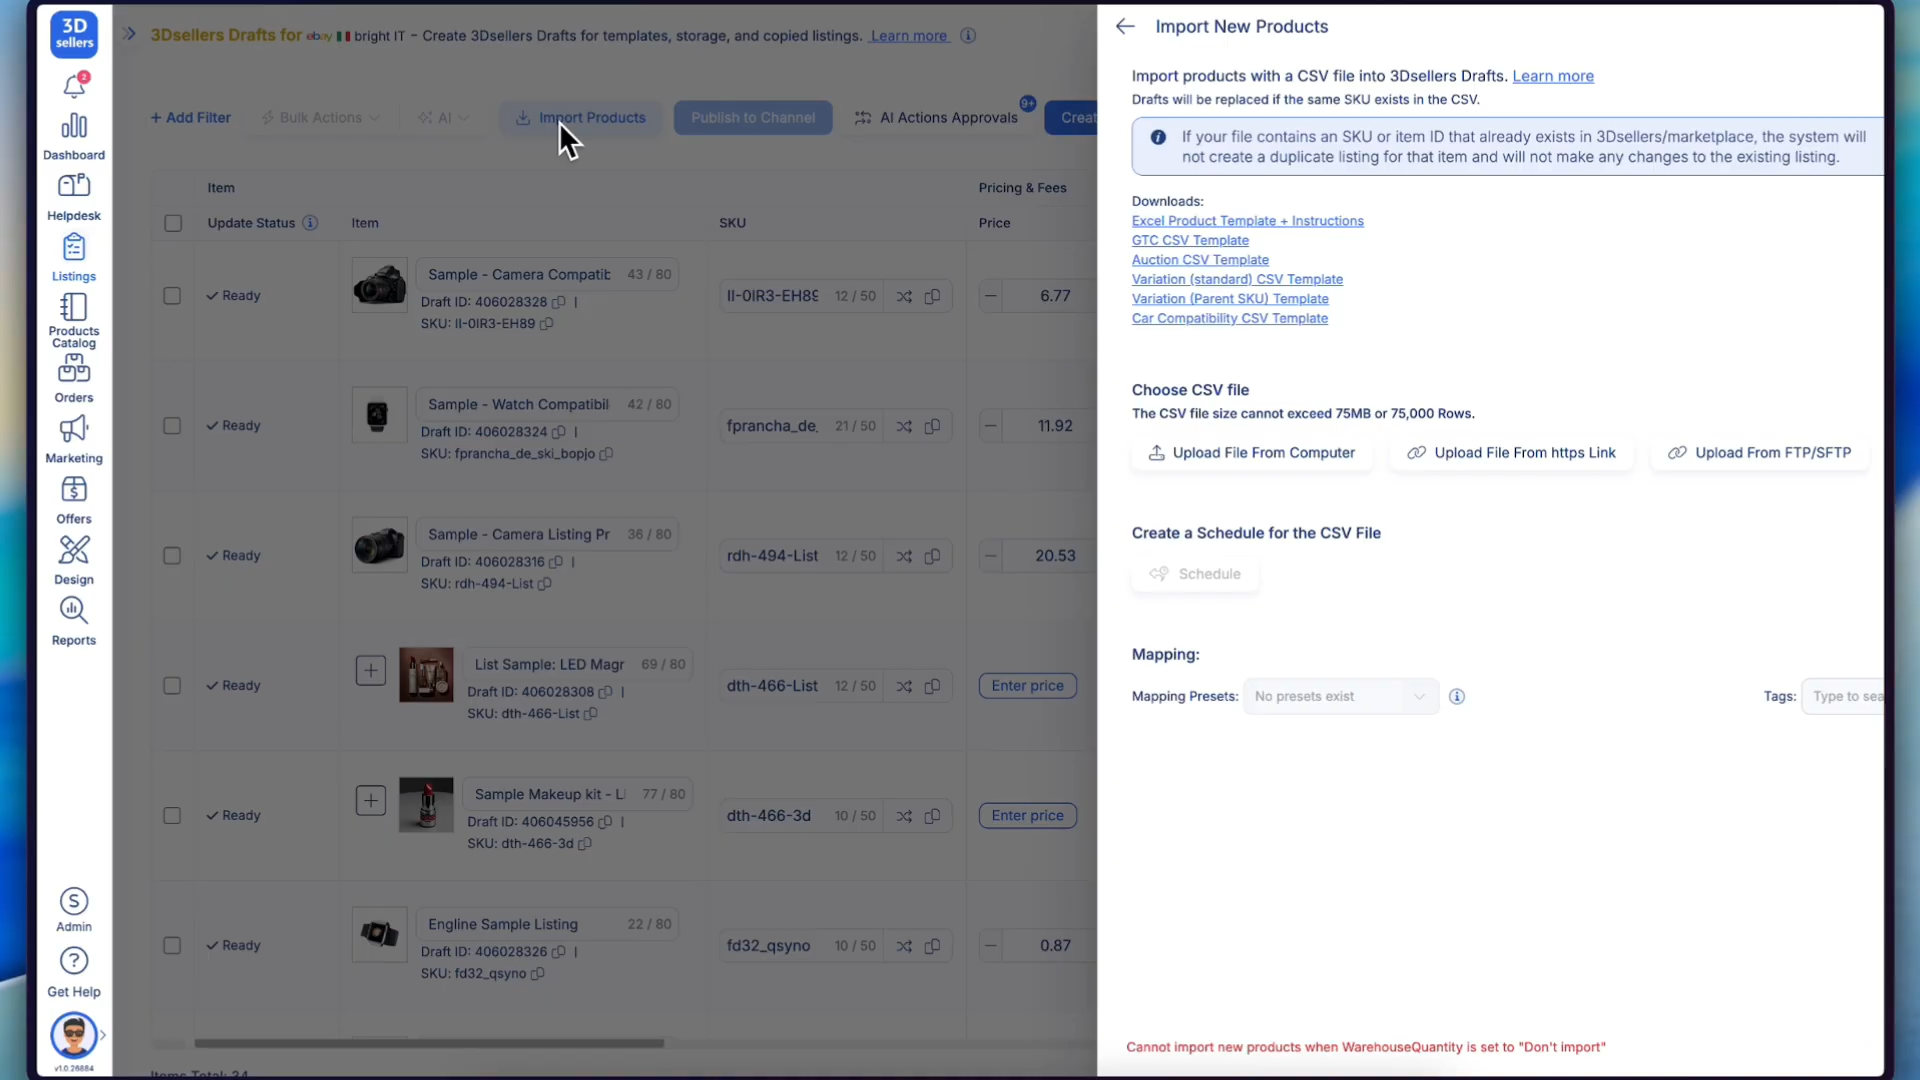 3D
sellers
2
Dashboard
Helpdesk
Listings
Products
Catalog
Orders
Marketing
Offers
Design
Reports
S
Admin
?
Get Help
v1.0.26884
3Dsellers Drafts for ebay bright IT - Create 3Dsellers Drafts for templates, storage, and copied listings. Learn more
+ Add Filter
Bulk Actions
AI
Import Products
Publish to Channel
AI Actions Approvals
9+
Creat
Item
Pricing & Fees
Update Status
Item
SKU
Price
Ready
Sample - Camera Compatib 43 / 80
Draft ID: 406028328 |
SKU: II-0IR3-EH89
II-0IR3-EH89 12 / 50
6.77
Ready
Sample - Watch Compatibil 42 / 80
Draft ID: 406028324 |
SKU: fprancha_de_ski_bopjo
fprancha_de_ 21 / 50
11.92
Ready
Sample - Camera Listing Pr 36 / 80
Draft ID: 406028316 |
SKU: rdh-494-List
rdh-494-List 12 / 50
20.53
Ready
List Sample: LED Magr 69 / 80
Draft ID: 406028308 |
SKU: dth-466-List
dth-466-List 12 / 50
Enter price
Ready
Sample Makeup kit - L 77 / 80
Draft ID: 406045956 |
SKU: dth-466-3d
dth-466-3d 10 / 50
Enter price
Ready
Engline Sample Listing 22 / 80
Draft ID: 406028326 |
SKU: fd32_qsyno
fd32_qsyno 10 / 50
0.87
Items Total: 34
Import New Products
Import products with a CSV file into 3Dsellers Drafts. Learn more
Drafts will be replaced if the same SKU exists in the CSV.
If your file contains an SKU or item ID that already exists in 3Dsellers/marketplace, the system will
not create a duplicate listing for that item and will not make any changes to the existing listing.
Downloads:
Excel Product Template + Instructions
GTC CSV Template
Auction CSV Template
Variation (standard) CSV Template
Variation (Parent SKU) Template
Car Compatibility CSV Template
Choose CSV file
The CSV file size cannot exceed 75MB or 75,000 Rows.
Upload File From Computer
Upload File From https Link
Upload From FTP/SFTP
Create a Schedule for the CSV File
Schedule
Mapping:
Mapping Presets: No presets exist
Tags: Type to sea
Cannot import new products when WarehouseQuantity is set to "Don't import"